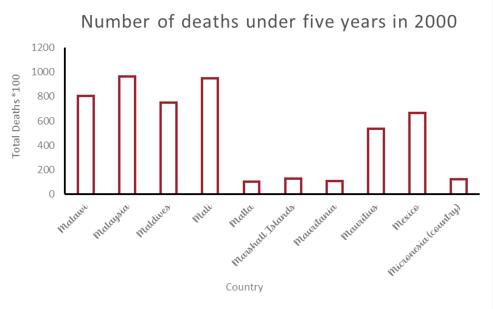 Number of deaths under five years in 2000
1200
1000
800
600
400
200
0
Total Deaths*100
Malawi
Malaysia
Maldives
Mali
Malta
Marshall Islands
Mauritania
Mauritius
Mexico
Micronesia (country)
Country